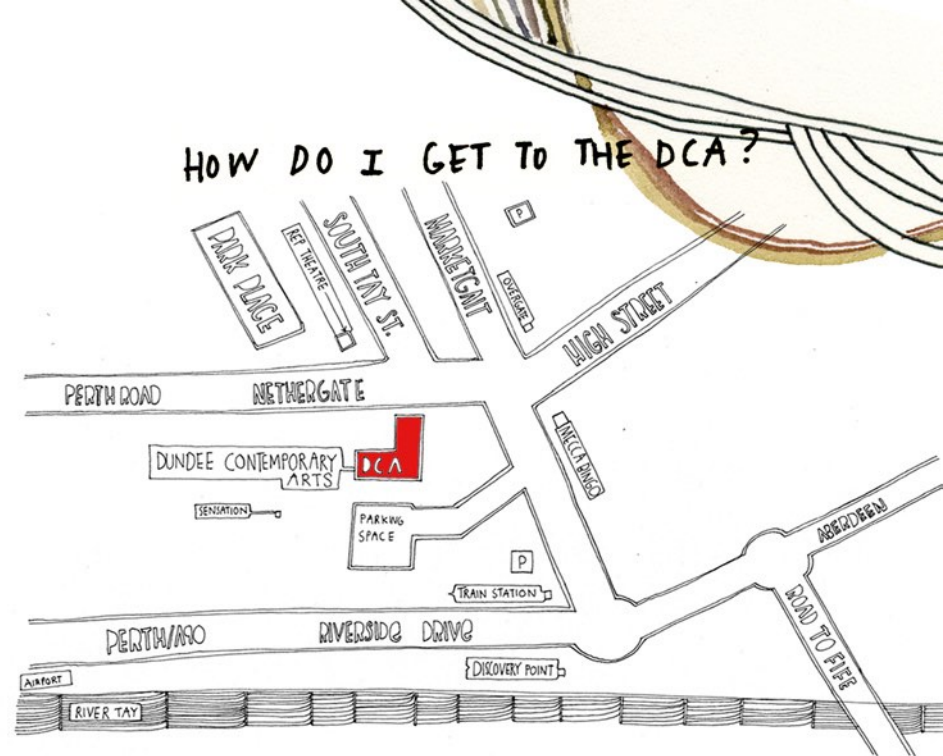 HOW DO I GET TO THE DCA?
PARK PLACE
REP THEATRE
SOUTH TAY ST.
MARKETGAIT
P
OVERGATE
HIGH STREET
PERTH ROAD
NETHERGATE
DUNDEE CONTEMPORARY
ARTS
DCA
MECCA BINGO
SENSATION
PARKING
SPACE
ABERDEEN
P
TRAIN STATION
ROAD TO FIFE
PERTH/A90
RIVERSIDE DRIVE
DISCOVERY POINT
AIRPORT
RIVER TAY